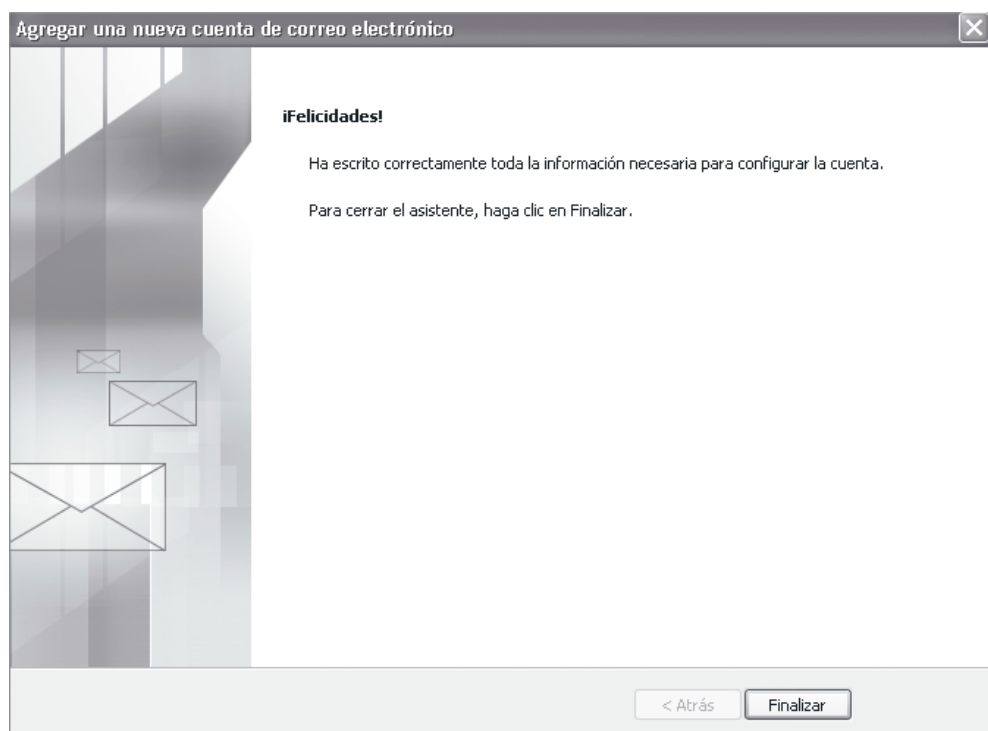 Agregar una nueva cuenta de correo electrónico
¡Felicidades!
Ha escrito correctamente toda la información necesaria para configurar la cuenta.
Para cerrar el asistente, haga clic en Finalizar.
< Atrás
Finalizar